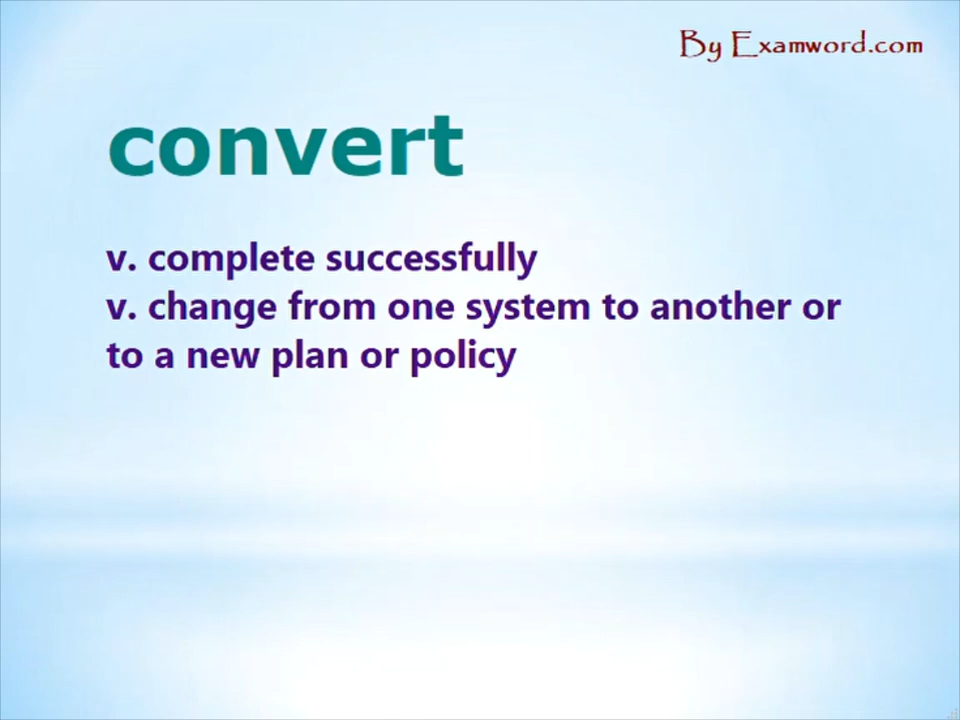 By Examword.com
convert
v. complete successfully
v. change from one system to another or
to a new plan or policy